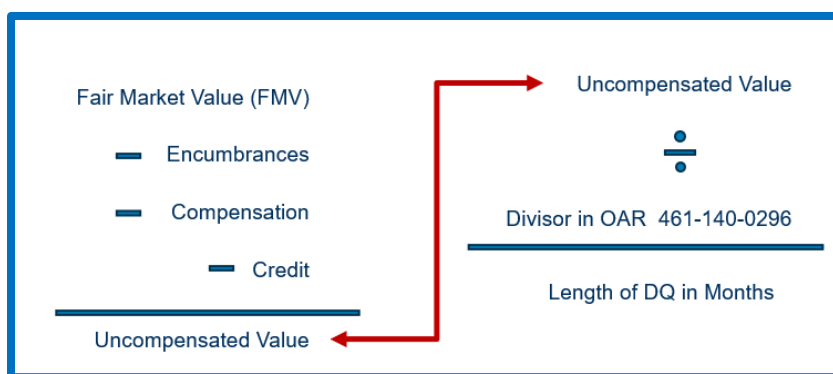 Fair Market Value (FMV)
− Encumbrances
− Compensation
− Credit
Uncompensated Value
Uncompensated Value
÷
Divisor in OAR 461-140-0296
Length of DQ in Months